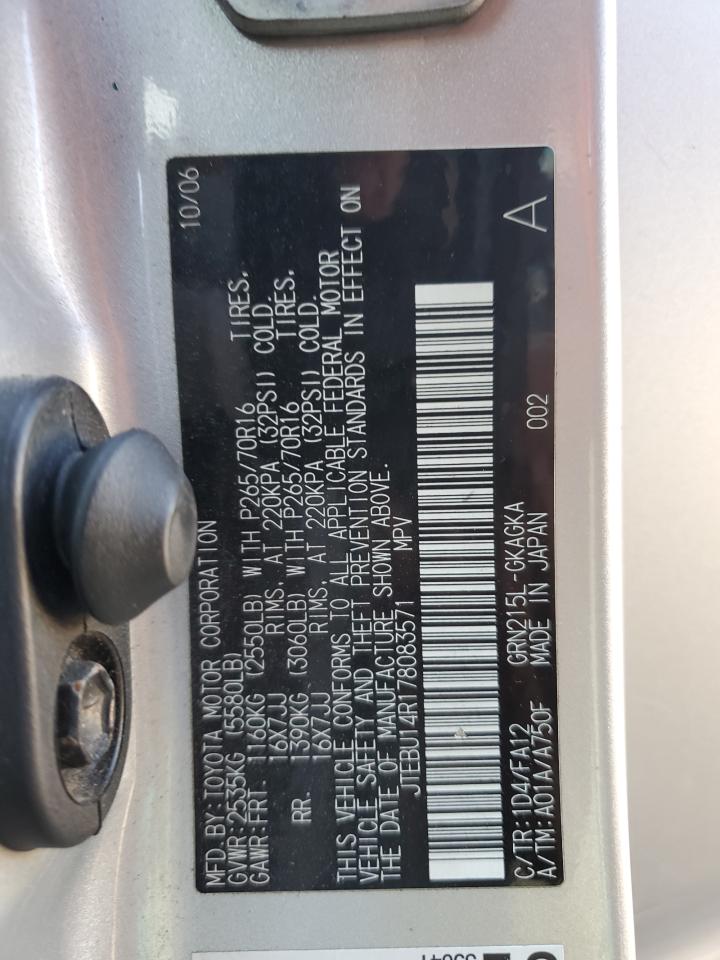 MFD.BY:TOYOTA MOTOR CORPORATION 10/06
GVWR:2535KG (5580LB)
GAWR:FRT. 1160KG (2550LB) WITH P265/70R16 TIRES,
16X7JJ RIMS, AT 220KPA (32PSI) COLD.
RR. 1390KG (3060LB) WITH P265/70R16 TIRES,
16X7JJ RIMS, AT 220KPA (32PSI) COLD.
THIS VEHICLE CONFORMS TO ALL APPLICABLE FEDERAL MOTOR
VEHICLE SAFETY AND THEFT PREVENTION STANDARDS IN EFFECT ON
THE DATE OF MANUFACTURE SHOWN ABOVE.
JTEBU14R178083571 MPV
C/TR:1D4/FA12 GRN215L-GKAGKA 002 A
A/TM:A01A/A750F MADE IN JAPAN